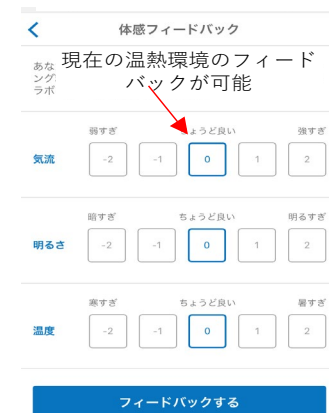 体感フィードバック
現在の温熱環境のフィード
バックが可能
あな
ング
ラボ
弱すぎ ちょうど良い 強すぎ
気流 -2 -1 0 1 2
暗すぎ ちょうど良い 明るすぎ
明るさ -2 -1 0 1 2
寒すぎ ちょうど良い 暑すぎ
温度 -2 -1 0 1 2
フィードバックする